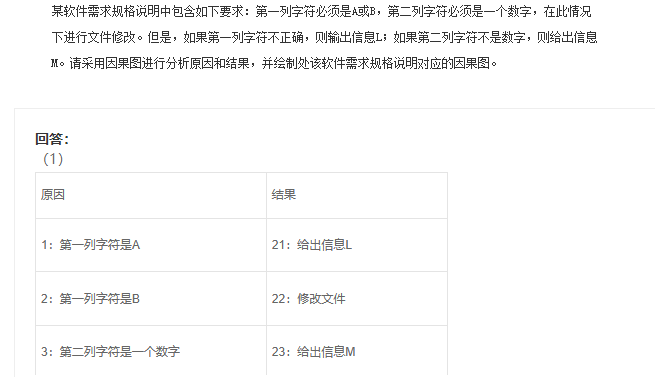 某软件需求规格说明中包含如下要求：第一列字符必须是A或B，第二列字符必须是一个数字，在此情况
下进行文件修改。但是，如果第一列字符不正确，则输出信息L；如果第二列字符不是数字，则给出信息
M。请采用因果图进行分析原因和结果，并绘制处该软件需求规格说明对应的因果图。
回答：
（1）
原因 结果
1：第一列字符是A 21：给出信息L
2：第一列字符是B 22：修改文件
3：第二列字符是一个数字 23：给出信息M